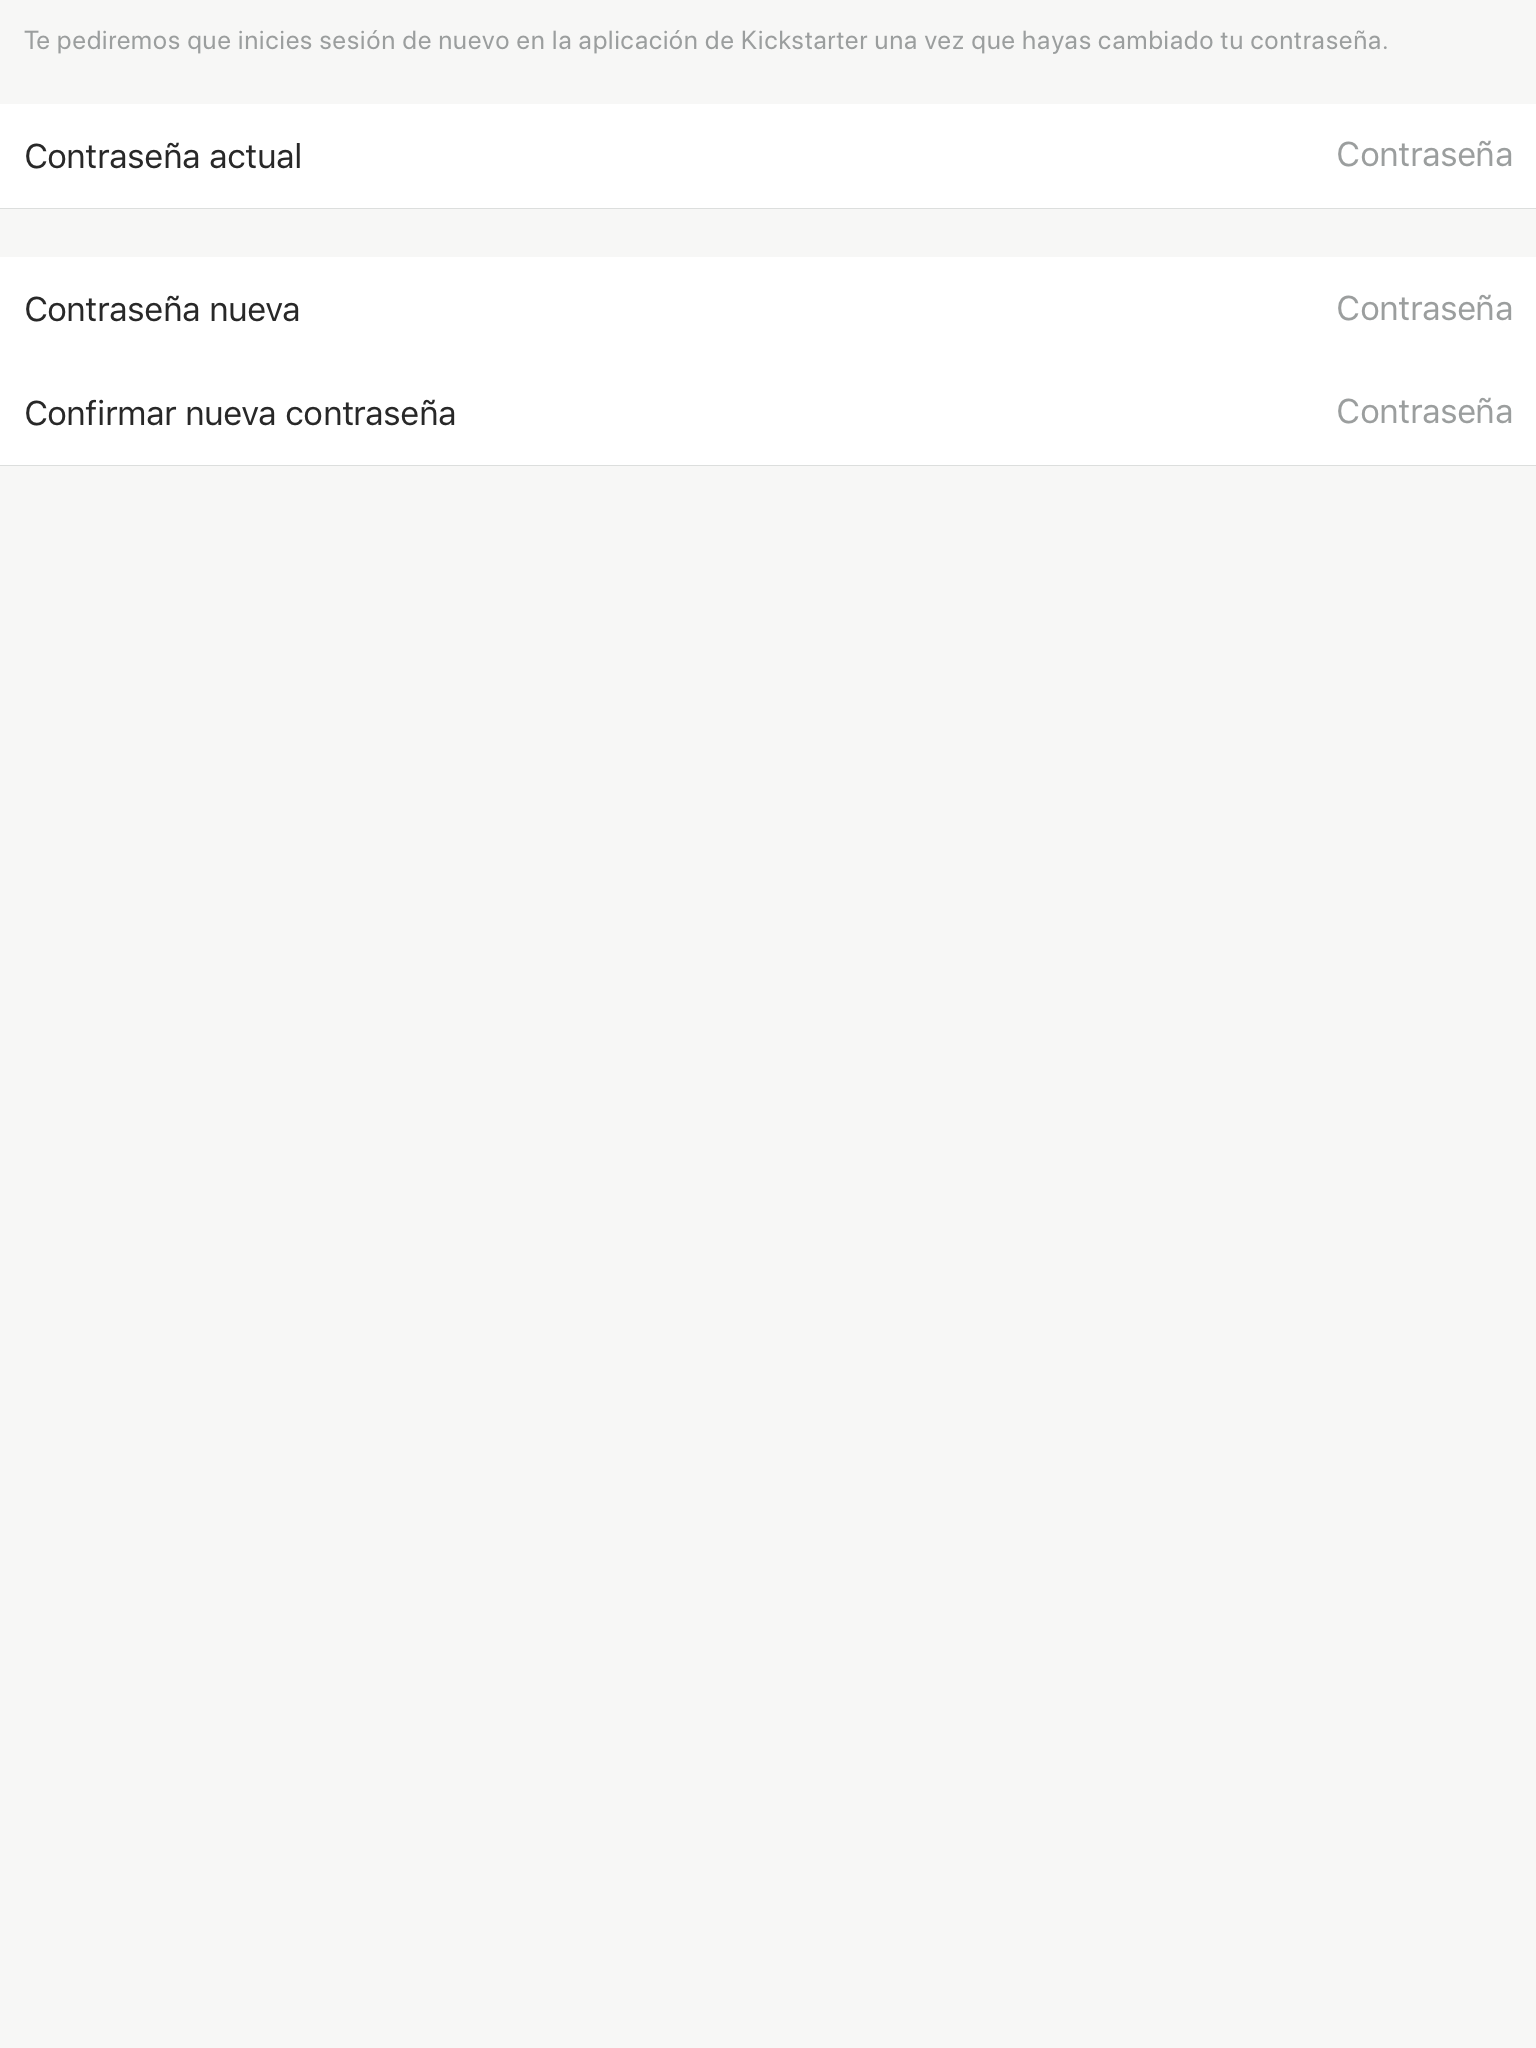 Te pediremos que inicies sesión de nuevo en la aplicación de Kickstarter una vez que hayas cambiado tu contraseña.
Contraseña actual Contraseña
Contraseña nueva Contraseña
Confirmar nueva contraseña Contraseña